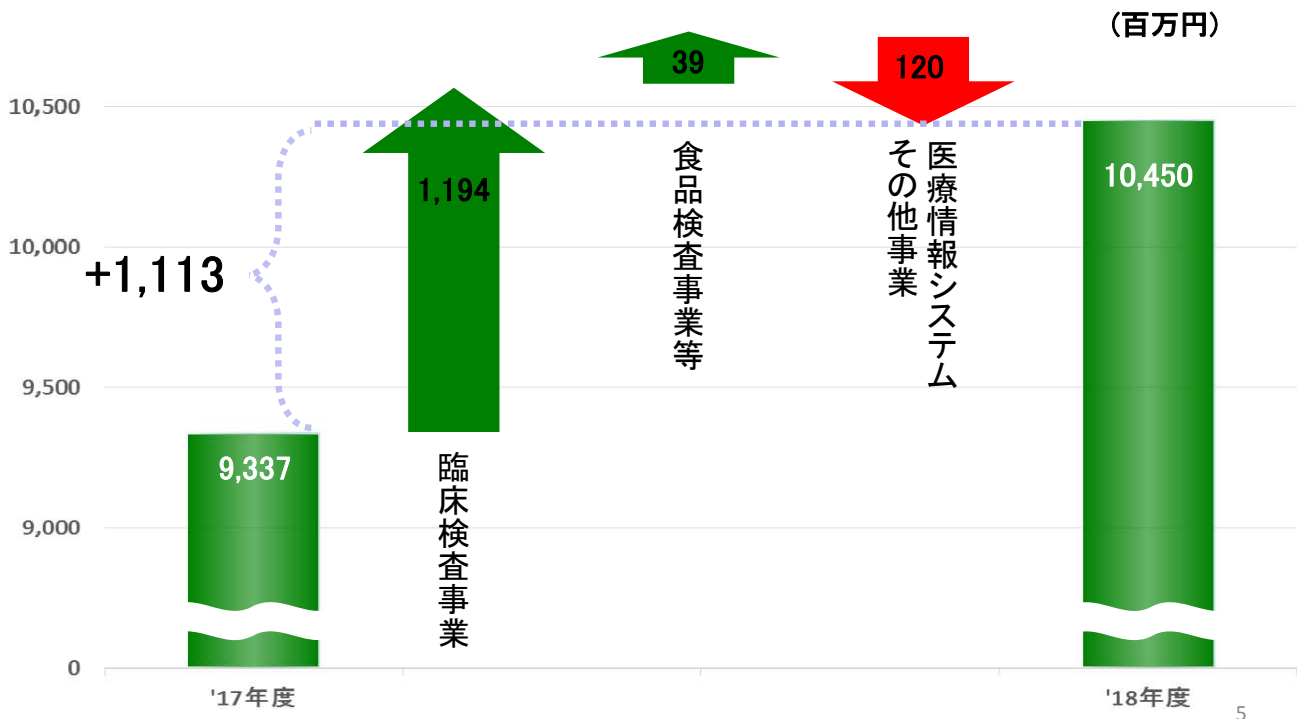 (百万円)
39
120
10,500
1,194
10,450
食品検査事業等
医療情報システム
その他事業
10,000
+1,113
9,500
9,337
臨床検査事業
9,000
0
'17年度
'18年度
5